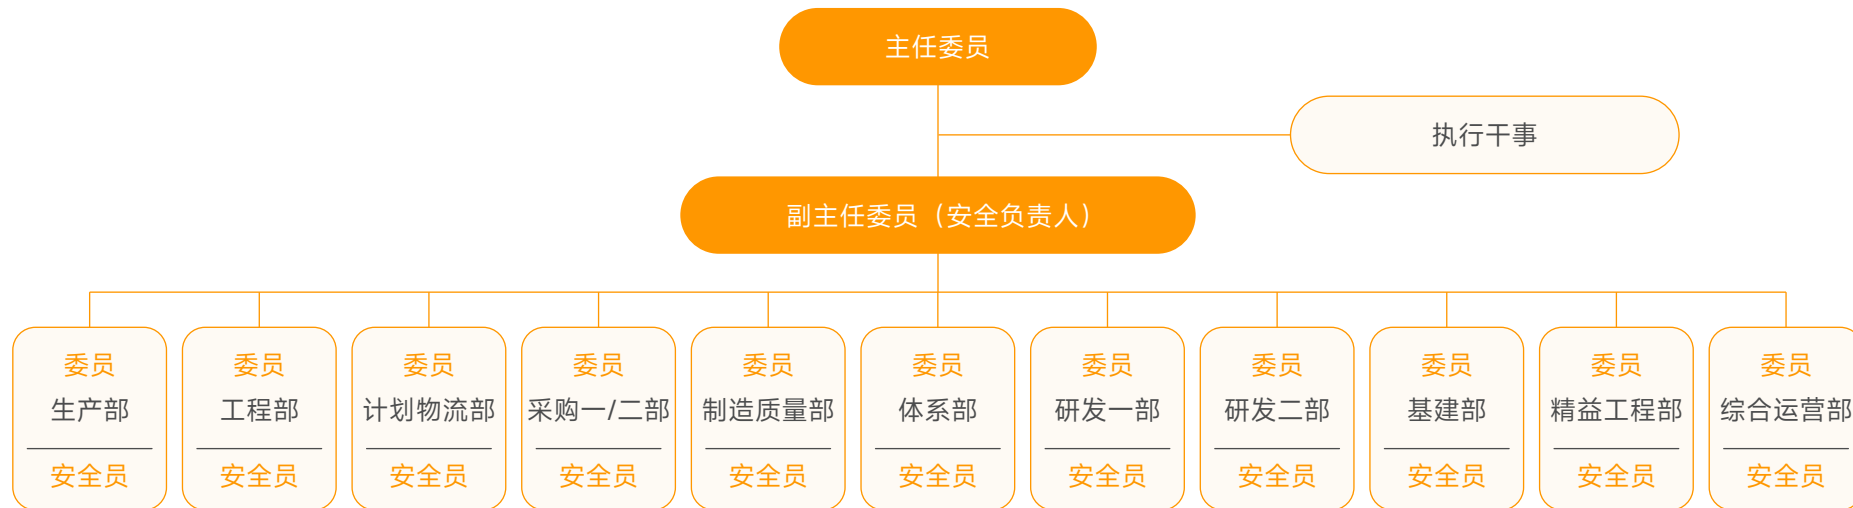 主任委员
执行干事
副主任委员（安全负责人）
委员
生产部
安全员
委员
工程部
安全员
委员
计划物流部
安全员
委员
采购一/二部
安全员
委员
制造质量部
安全员
委员
体系部
安全员
委员
研发一部
安全员
委员
研发二部
安全员
委员
基建部
安全员
委员
精益工程部
安全员
委员
综合运营部
安全员